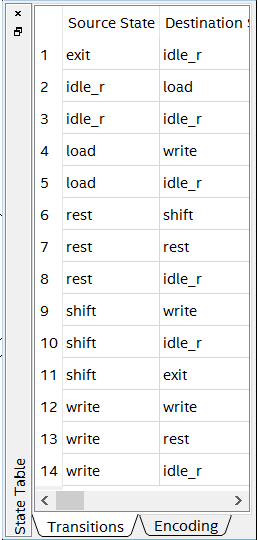 Source State Destination S
1 exit idle_r
2 idle_r load
3 idle_r idle_r
4 load write
5 load idle_r
6 rest shift
7 rest rest
8 rest idle_r
9 shift write
10 shift idle_r
11 shift exit
12 write write
13 write rest
14 write idle_r
State Table
Transitions Encoding